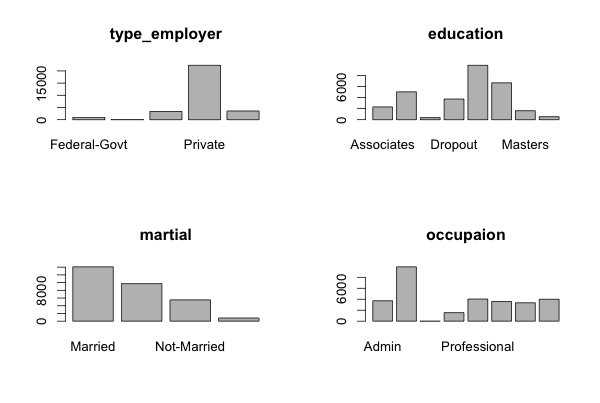 type_employer
0 15000
Federal-Govt Private
education
0 6000
Associates Dropout Masters
martial
0 8000
Married Not-Married
occupaion
0 6000
Admin Professional